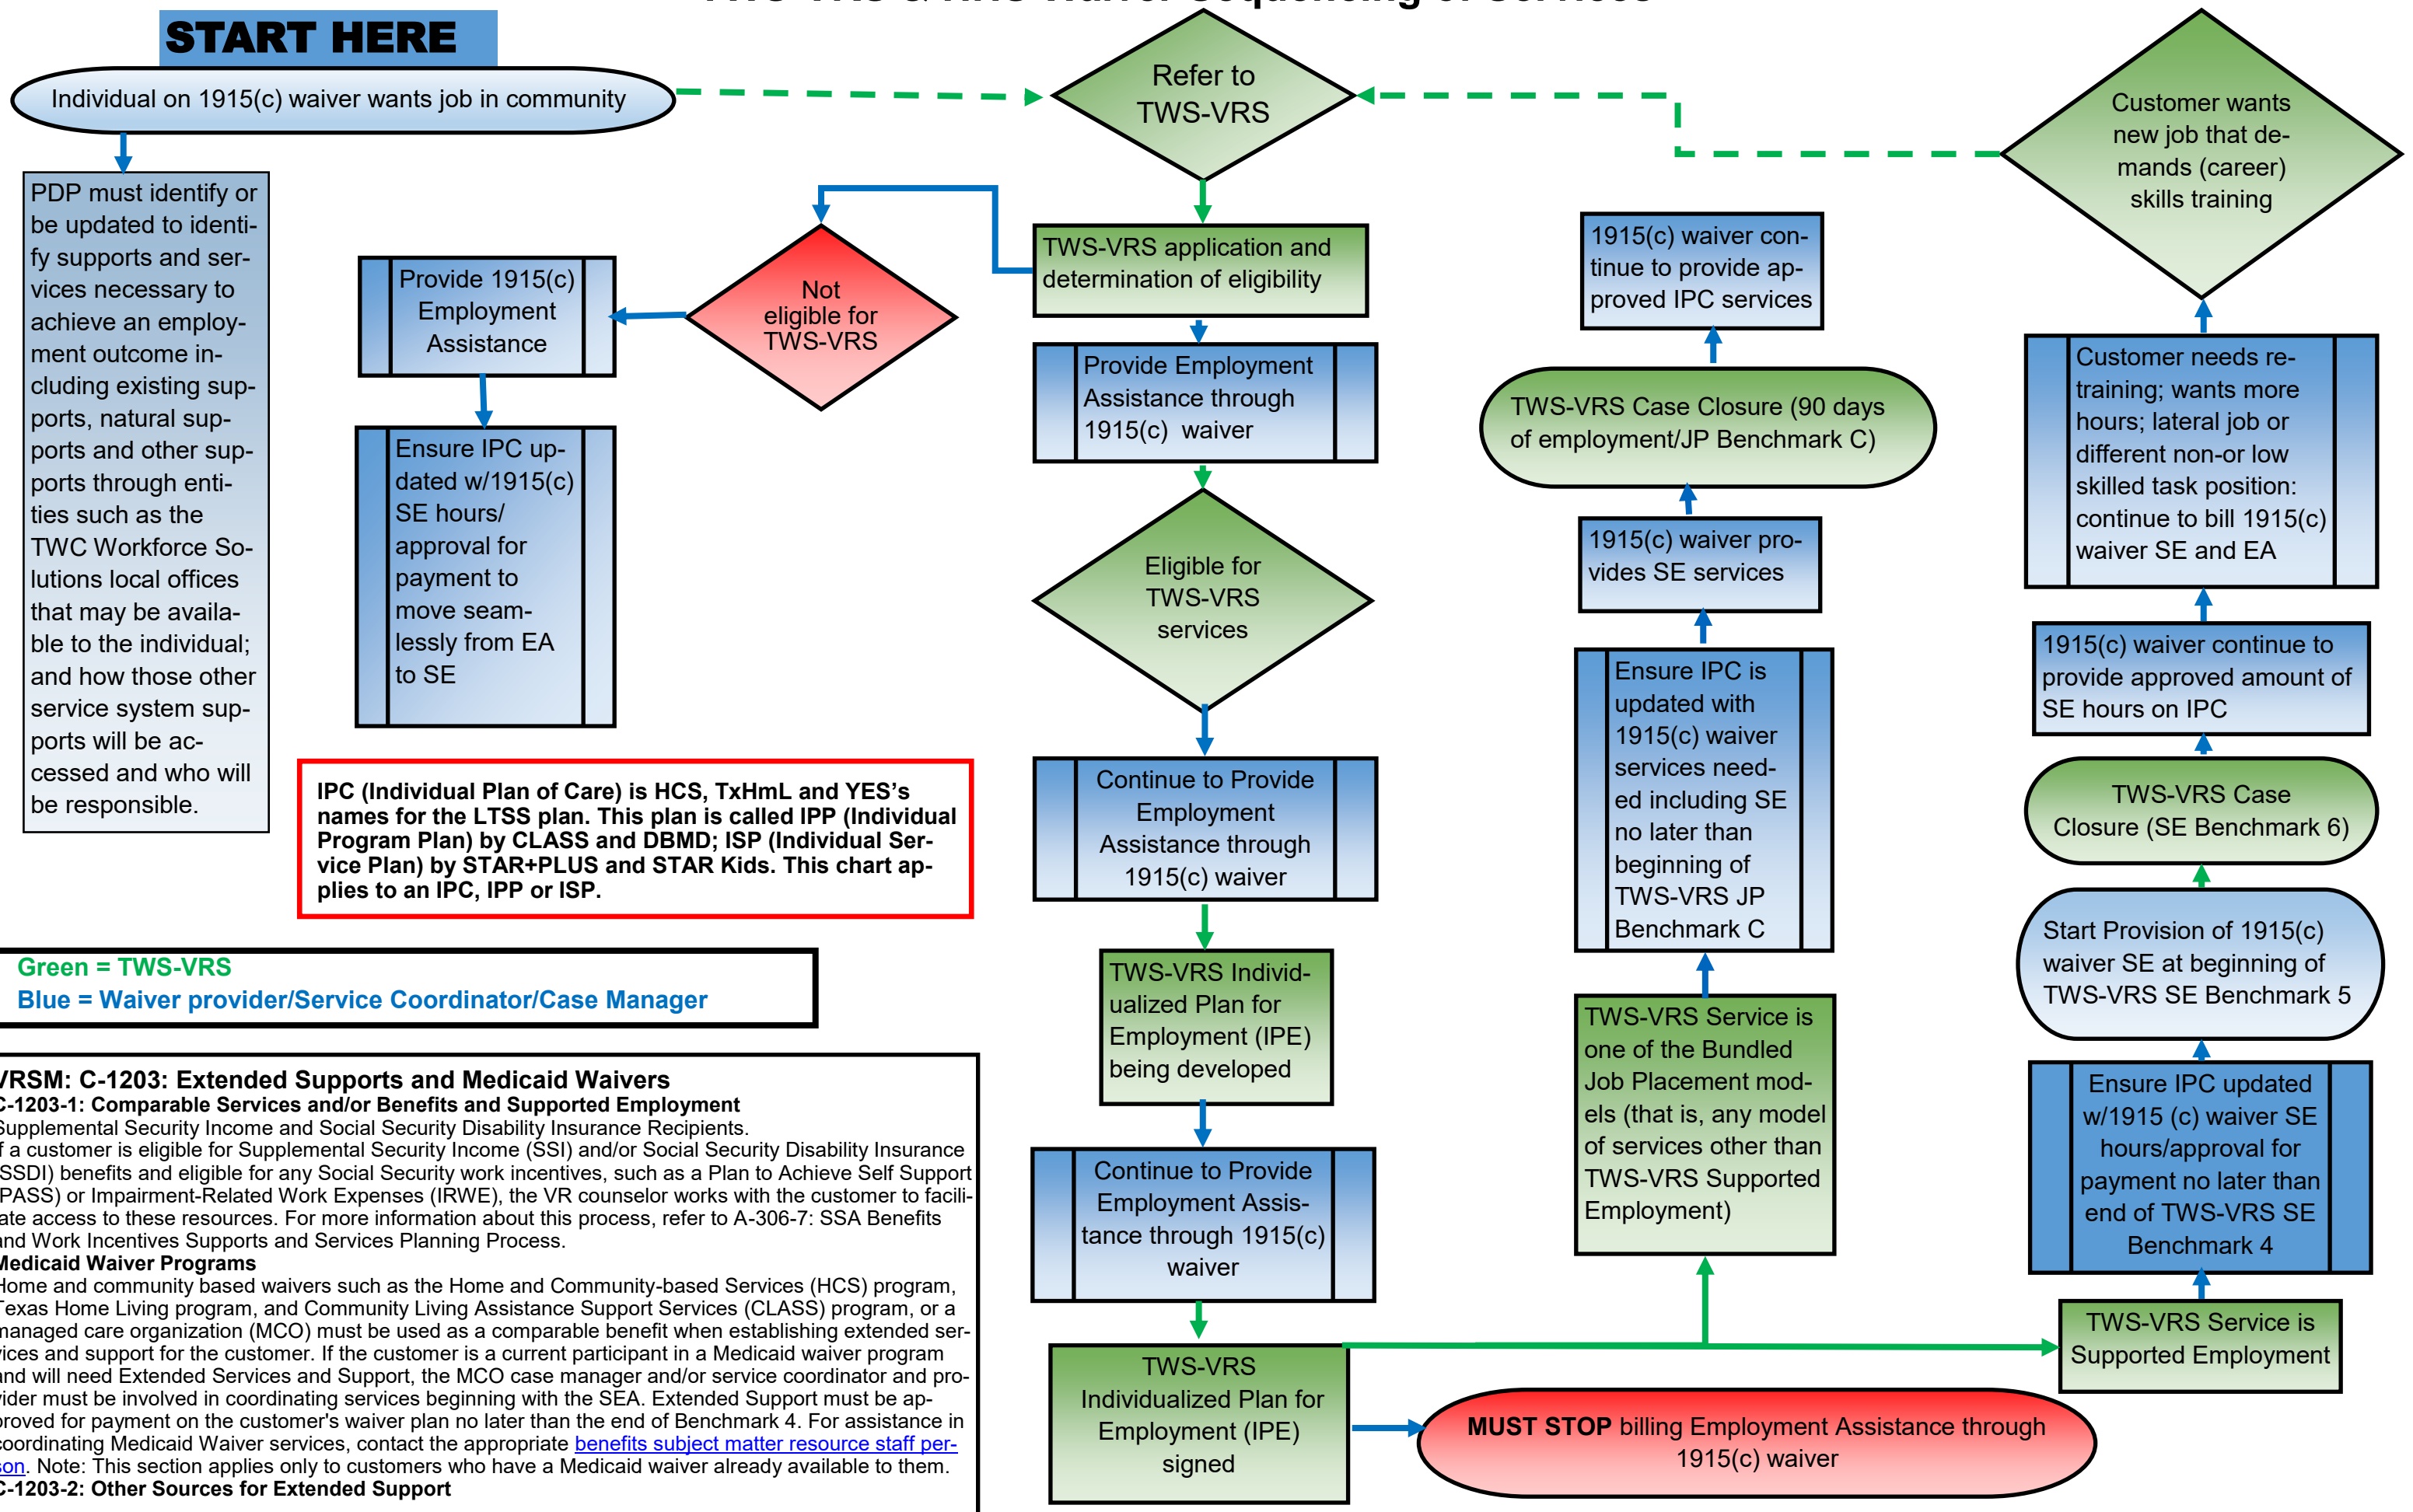 START HERE
Individual on 1915(c) waiver wants job in community
PDP must identify or
be updated to identi-
fy supports and ser-
vices necessary to
achieve an employ-
ment outcome in-
cluding existing sup-
ports, natural sup-
ports and other sup-
ports through enti-
ties such as the
TWC Workforce So-
lutions local offices
that may be availa-
ble to the individual;
and how those other
service system sup-
ports will be ac-
cessed and who will
be responsible.
Provide 1915(c)
Employment
Assistance
Ensure IPC up-
dated w/1915(c)
SE hours/
approval for
payment to
move seam-
lessly from EA
to SE
Not
eligible for
TWS-VRS
IPC (Individual Plan of Care) is HCS, TxHmL and YES's
names for the LTSS plan. This plan is called IPP (Individual
Program Plan) by CLASS and DBMD; ISP (Individual Ser-
vice Plan) by STAR+PLUS and STAR Kids. This chart ap-
plies to an IPC, IPP or ISP.
Green = TWS-VRS
Blue = Waiver provider/Service Coordinator/Case Manager
VRSM: C-1203: Extended Supports and Medicaid Waivers
C-1203-1: Comparable Services and/or Benefits and Supported Employment
Supplemental Security Income and Social Security Disability Insurance Recipients.
If a customer is eligible for Supplemental Security Income (SSI) and/or Social Security Disability Insurance
(SSDI) benefits and eligible for any Social Security work incentives, such as a Plan to Achieve Self Support
(PASS) or Impairment-Related Work Expenses (IRWE), the VR counselor works with the customer to facili-
tate access to these resources. For more information about this process, refer to A-306-7: SSA Benefits
and Work Incentives Supports and Services Planning Process.
Medicaid Waiver Programs
Home and community based waivers such as the Home and Community-based Services (HCS) program,
Texas Home Living program, and Community Living Assistance Support Services (CLASS) program, or a
managed care organization (MCO) must be used as a comparable benefit when establishing extended ser-
vices and support for the customer. If the customer is a current participant in a Medicaid waiver program
and will need Extended Services and Support, the MCO case manager and/or service coordinator and pro-
vider must be involved in coordinating services beginning with the SEA. Extended Support must be ap-
proved for payment on the customer's waiver plan no later than the end of Benchmark 4. For assistance in
coordinating Medicaid Waiver services, contact the appropriate benefits subject matter resource staff per-
son. Note: This section applies only to customers who have a Medicaid waiver already available to them.
C-1203-2: Other Sources for Extended Support
Refer to
TWS-VRS
TWS-VRS application and
determination of eligibility
Provide Employment
Assistance through
1915(c) waiver
Eligible for
TWS-VRS
services
Continue to Provide
Employment
Assistance through
1915(c) waiver
TWS-VRS Individ-
ualized Plan for
Employment (IPE)
being developed
Continue to Provide
Employment Assis-
tance through 1915(c)
waiver
TWS-VRS
Individualized Plan for
Employment (IPE)
signed
MUST STOP billing Employment Assistance through
1915(c) waiver
1915(c) waiver con-
tinue to provide ap-
proved IPC services
TWS-VRS Case Closure (90 days
of employment/JP Benchmark C)
1915(c) waiver pro-
vides SE services
Ensure IPC is
updated with
1915(c) waiver
services need-
ed including SE
no later than
beginning of
TWS-VRS JP
Benchmark C
TWS-VRS Service is
one of the Bundled
Job Placement mod-
els (that is, any model
of services other than
TWS-VRS Supported
Employment)
Customer wants
new job that de-
mands (career)
skills training
Customer needs re-
training; wants more
hours; lateral job or
different non-or low
skilled task position:
continue to bill 1915(c)
waiver SE and EA
1915(c) waiver continue to
provide approved amount of
SE hours on IPC
TWS-VRS Case
Closure (SE Benchmark 6)
Start Provision of 1915(c)
waiver SE at beginning of
TWS-VRS SE Benchmark 5
Ensure IPC updated
w/1915 (c) waiver SE
hours/approval for
payment no later than
end of TWS-VRS SE
Benchmark 4
TWS-VRS Service is
Supported Employment